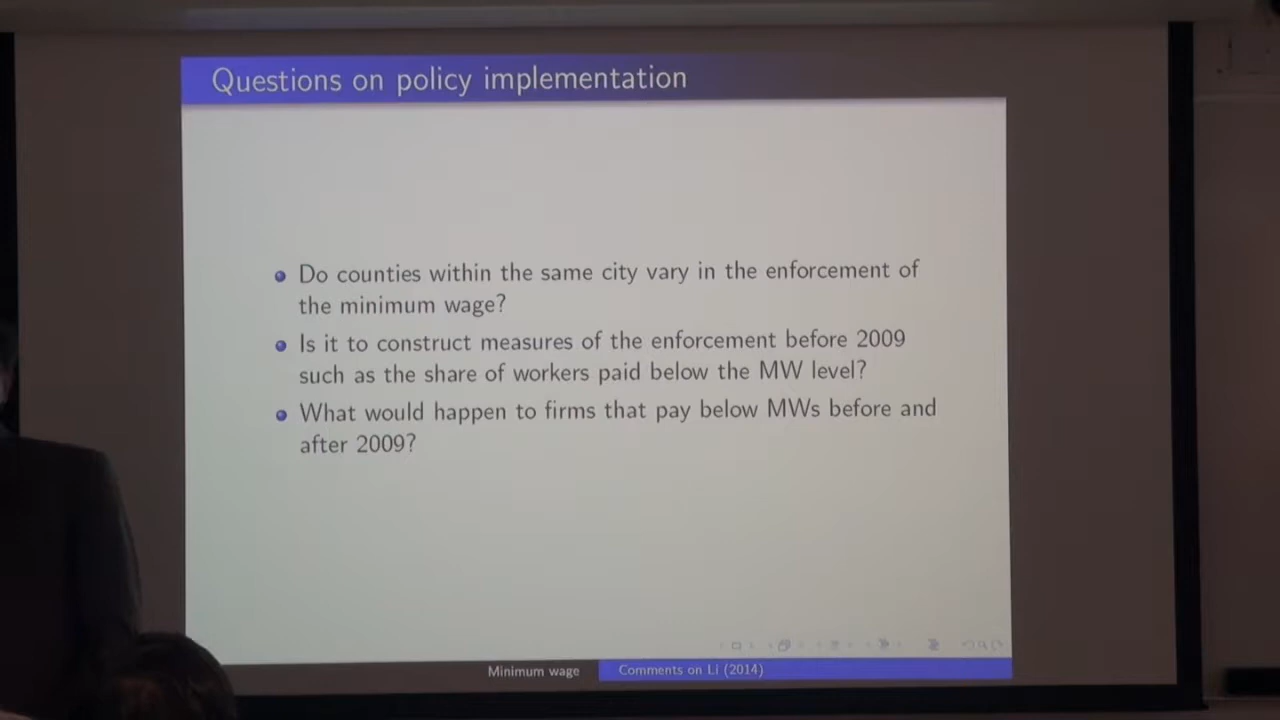 Questions on policy implementation
Do counties within the same city vary in the enforcement of
the minimum wage?
Is it to construct measures of the enforcement before 2009
such as the share of workers paid below the MW level?
What would happen to firms that pay below MWs before and
after 2009?
Minimum wage
Comments on Li (2014)